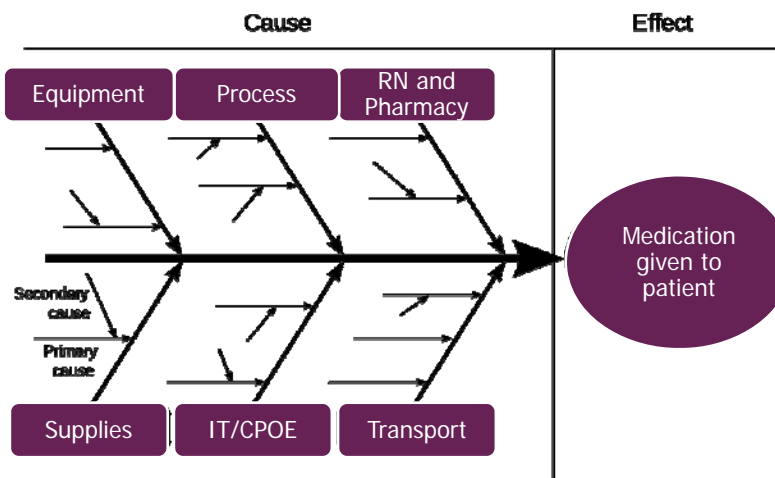 Cause
Effect
Equipment
Process
RN and
Pharmacy
Medication
given to
patient
Secondary
cause
Primary
cause
Supplies
IT/CPOE
Transport